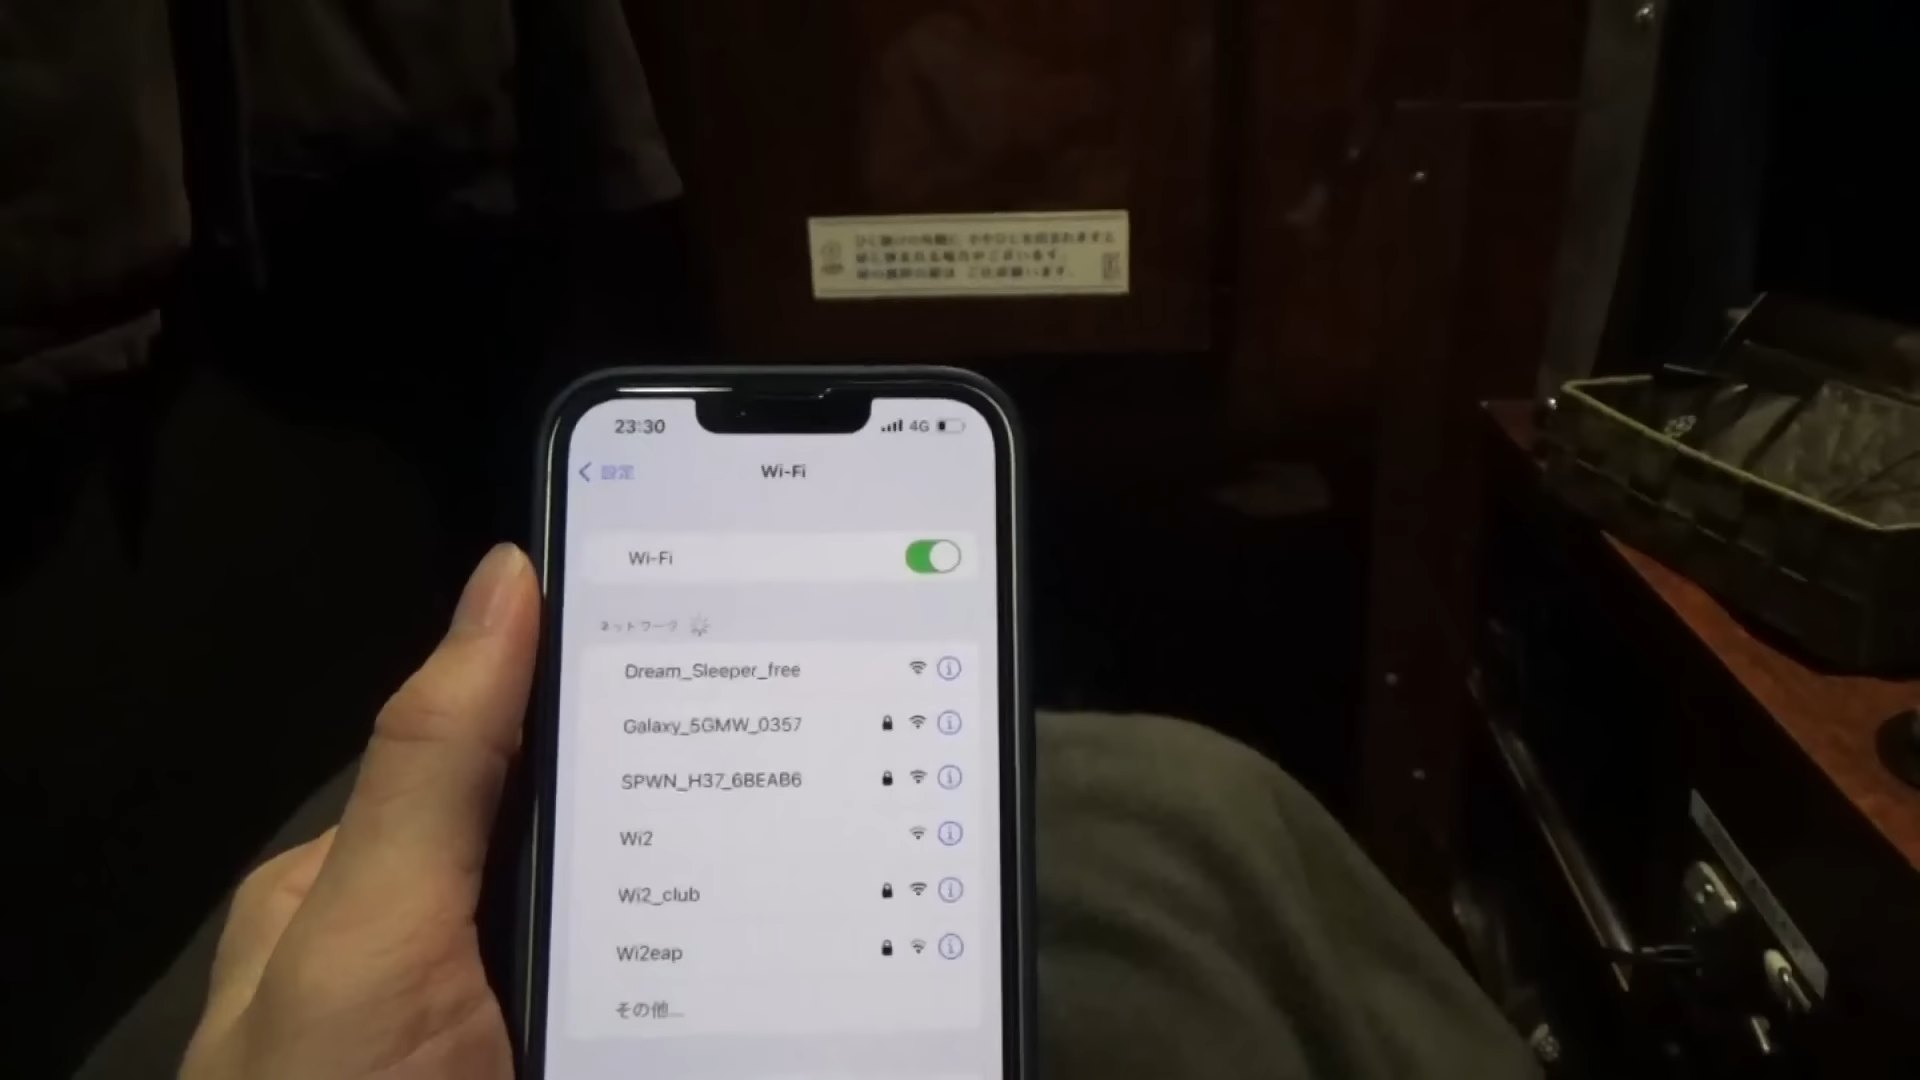 23:30
4G
設定
Wi-Fi
Wi-Fi
ネットワーク
Dream_Sleeper_free
Galaxy_5GMW_0357
SPWN_H37_6BEAB6
Wi2
Wi2_club
Wi2eap
その他...